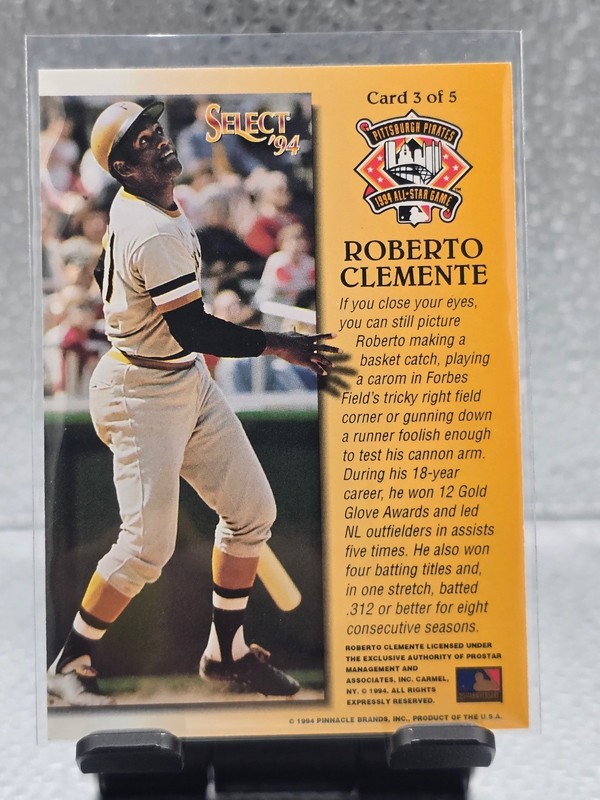 Card 3 of 5
SELECT
'94
PITTSBURGH PIRATES
1994 ALL-STAR GAME
ROBERTO
CLEMENTE
If you close your eyes,
you can still picture
Roberto making a
basket catch, playing
a carom in Forbes
Field's tricky right field
corner or gunning down
a runner foolish enough
to test his cannon arm.
During his 18-year
career, he won 12 Gold
Glove Awards and led
NL outfielders in assists
five times. He also won
four batting titles and,
in one stretch, batted
.312 or better for eight
consecutive seasons.
ROBERTO CLEMENTE LICENSED UNDER
THE EXCLUSIVE AUTHORITY OF PROSTAR
MANAGEMENT AND
ASSOCIATES, INC. CARMEL,
NY. © 1994. ALL RIGHTS
EXPRESSLY RESERVED.
© 1994 PINNACLE BRANDS, INC., PRODUCT OF THE U.S.A.